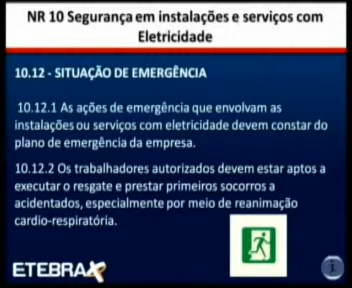 NR 10 Segurança em instalações e serviços com
Eletricidade
10.12 - SITUAÇÃO DE EMERGÊNCIA
10.12.1 As ações de emergência que envolvam as
instalações ou serviços com eletricidade devem constar do
plano de emergência da empresa.
10.12.2 Os trabalhadores autorizados devem estar aptos a
executar o resgate e prestar primeiros socorros a
acidentados, especialmente por meio de reanimação
cardio-respiratória.
ETEBRAX